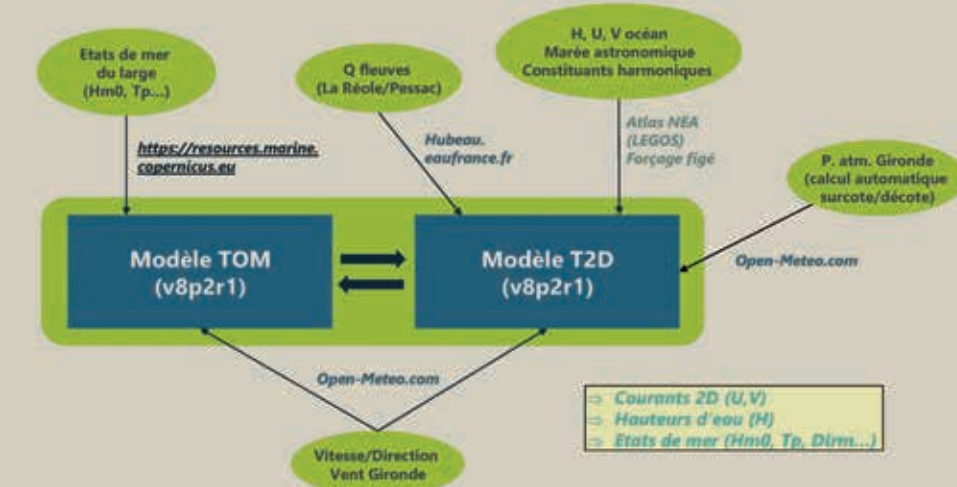 Etats de mer
du large
(Hm0, Tp...)
Q fleuves
(La Réole/Pessac)
H, U, V océan
Marée astronomique
Constituants harmoniques
https://resources.marine.
copernicus.eu
Hubeau.
eaufrance.fr
Atlas NEA
(LEGOS)
Forçage figé
P. atm. Gironde
(calcul automatique
surcote/décote)
Modèle TOM
(v8p2r1)
Modèle T2D
(v8p2r1)
Open-Meteo.com
Open-Meteo.com
⇒ Courants 2D (U,V)
⇒ Hauteurs d'eau (H)
⇒ Etats de mer (Hm0, Tp, Dirm...)
Vitesse/Direction
Vent Gironde